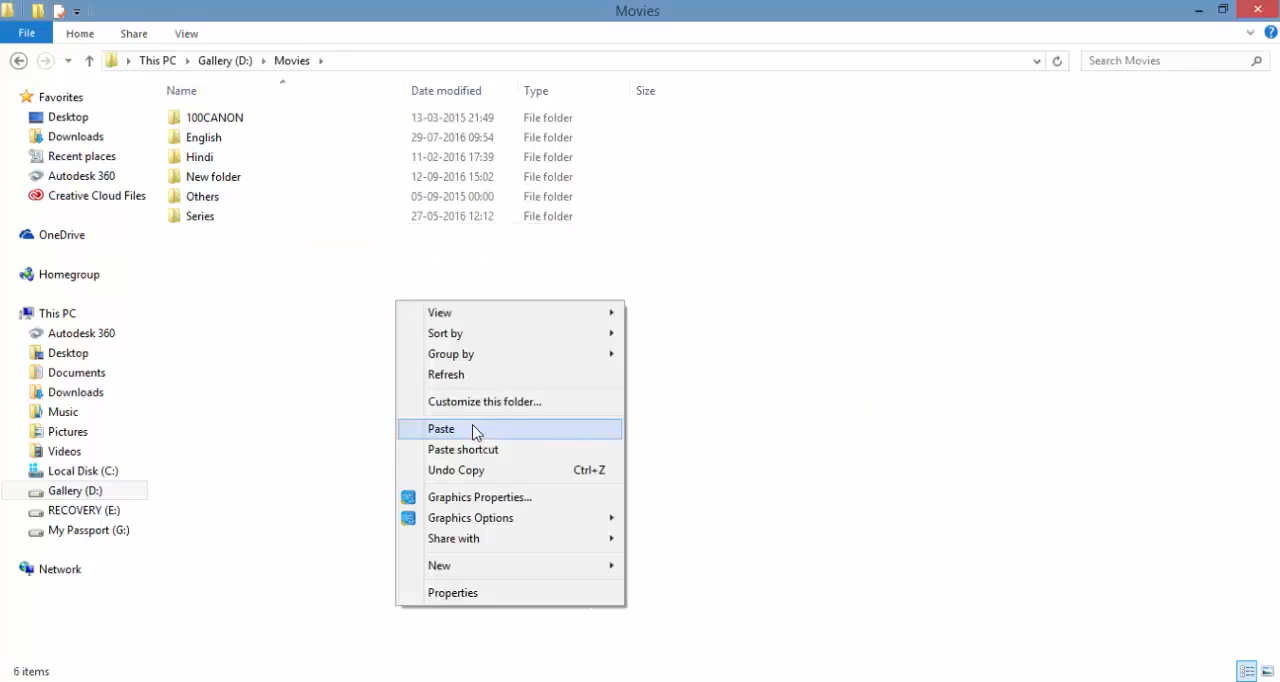 Movies
File Home Share View
This PC Gallery (D:) Movies Search Movies
Name Date modified Type Size
100CANON 13-03-2015 21:49 File folder
English 29-07-2016 09:54 File folder
Hindi 11-02-2016 17:39 File folder
New folder 12-09-2016 15:02 File folder
Others 05-09-2015 00:00 File folder
Series 27-05-2016 12:12 File folder
Favorites
Desktop
Downloads
Recent places
Autodesk 360
Creative Cloud Files
OneDrive
Homegroup
This PC
Autodesk 360
Desktop
Documents
Downloads
Music
Pictures
Videos
Local Disk (C:)
Gallery (D:)
RECOVERY (E:)
My Passport (G:)
Network
View
Sort by
Group by
Refresh
Customize this folder...
Paste
Paste shortcut
Undo Copy Ctrl+Z
Graphics Properties...
Graphics Options
Share with
New
Properties
6 items